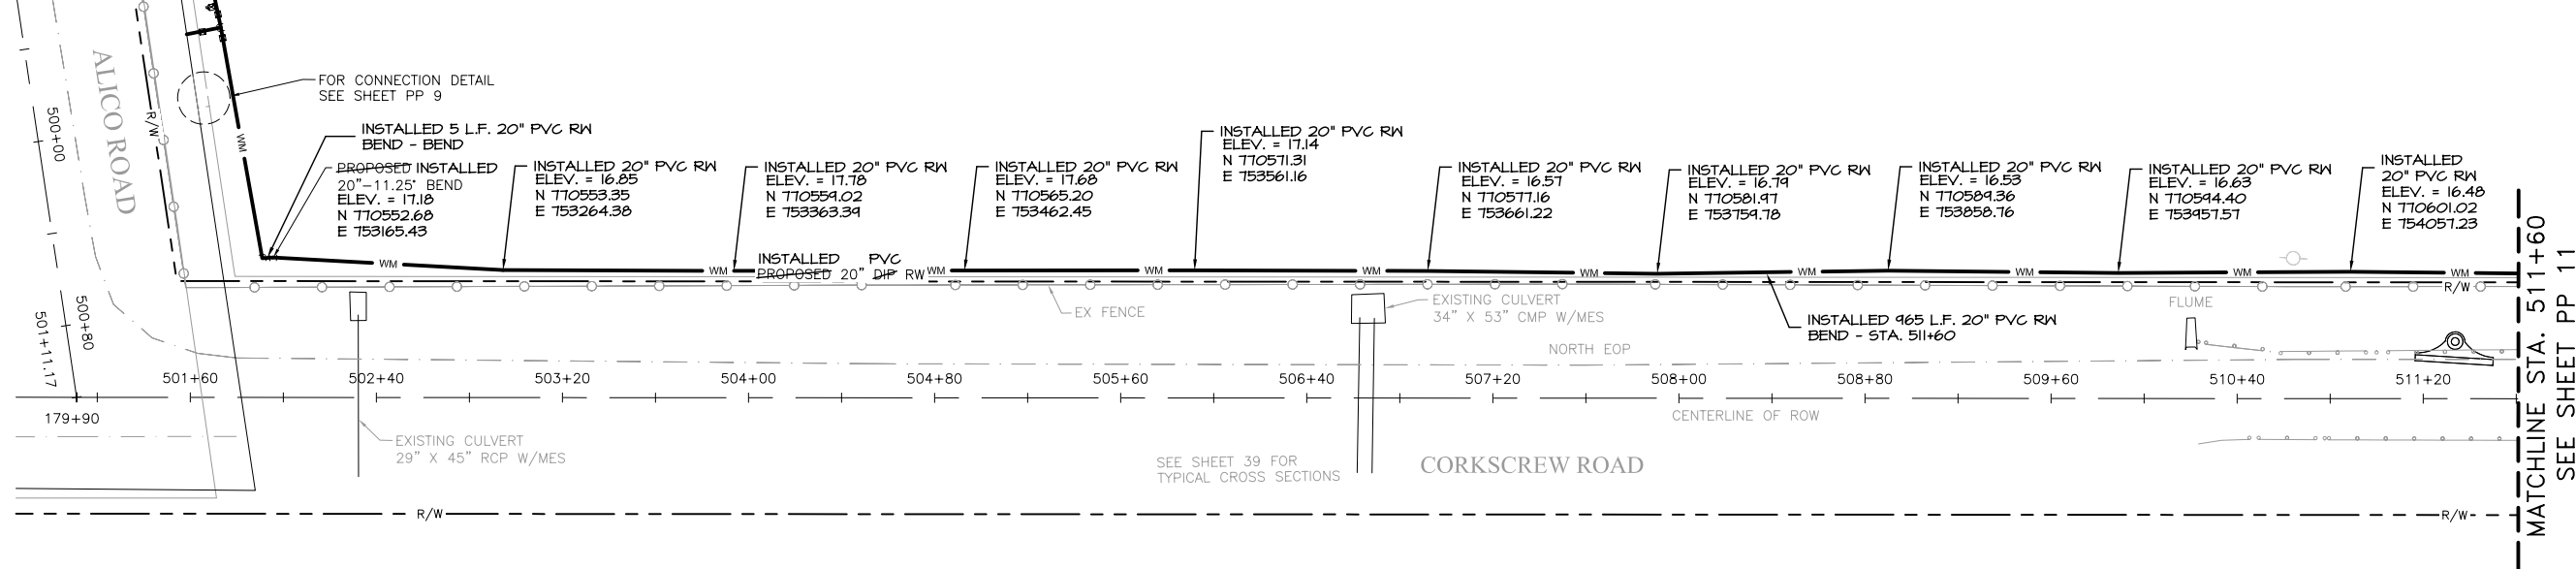 ALICO ROAD
500+00
500+80
501+11.17
179+90
R/W
WM
FOR CONNECTION DETAIL
SEE SHEET PP 9
INSTALLED 5 L.F. 20" PVC RW
BEND - BEND
PROPOSED INSTALLED
20"-11.25° BEND
ELEV. = 17.18
N 770552.68
E 753165.43
INSTALLED 20" PVC RW
ELEV. = 16.85
N 770553.35
E 753264.38
INSTALLED 20" PVC RW
ELEV. = 17.78
N 770559.02
E 753363.39
INSTALLED 20" PVC RW
ELEV. = 17.68
N 770565.20
E 753462.45
INSTALLED 20" PVC RW
ELEV. = 17.14
N 770571.31
E 753561.16
INSTALLED 20" PVC RW
ELEV. = 16.57
N 770577.16
E 753661.22
INSTALLED 20" PVC RW
ELEV. = 16.79
N 770581.97
E 753759.78
INSTALLED 20" PVC RW
ELEV. = 16.53
N 770589.36
E 753858.76
INSTALLED 20" PVC RW
ELEV. = 16.63
N 770594.40
E 753957.57
INSTALLED
20" PVC RW
ELEV. = 16.48
N 770601.02
E 754057.23
WM
WM
INSTALLED PVC
PROPOSED 20" DIP RW
WM
WM
WM
WM
WM
WM
WM
WM
R/W
EX FENCE
EXISTING CULVERT
34" X 53" CMP W/MES
INSTALLED 965 L.F. 20" PVC RW
BEND - STA. 511+60
FLUME
NORTH EOP
501+60
502+40
503+20
504+00
504+80
505+60
506+40
507+20
508+00
508+80
509+60
510+40
511+20
CENTERLINE OF ROW
EXISTING CULVERT
29" X 45" RCP W/MES
SEE SHEET 39 FOR
TYPICAL CROSS SECTIONS
CORKSCREW ROAD
R/W
R/W
MATCHLINE STA. 511+60
SEE SHEET PP 11